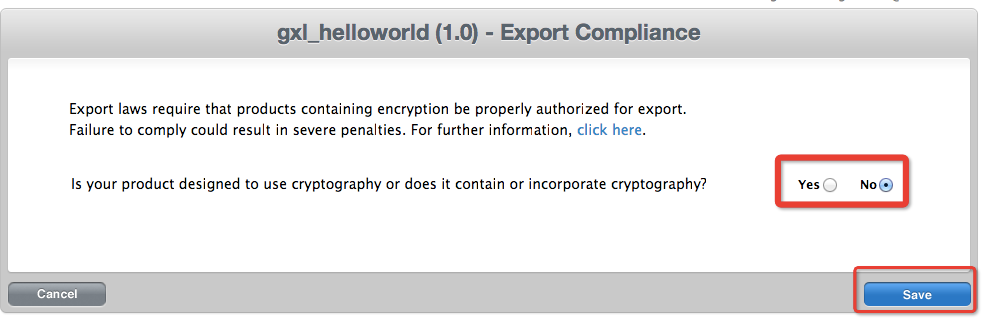 gxl_helloworld (1.0) - Export Compliance
Export laws require that products containing encryption be properly authorized for export.
Failure to comply could result in severe penalties. For further information, click here.
Is your product designed to use cryptography or does it contain or incorporate cryptography?
Yes No
Cancel Save